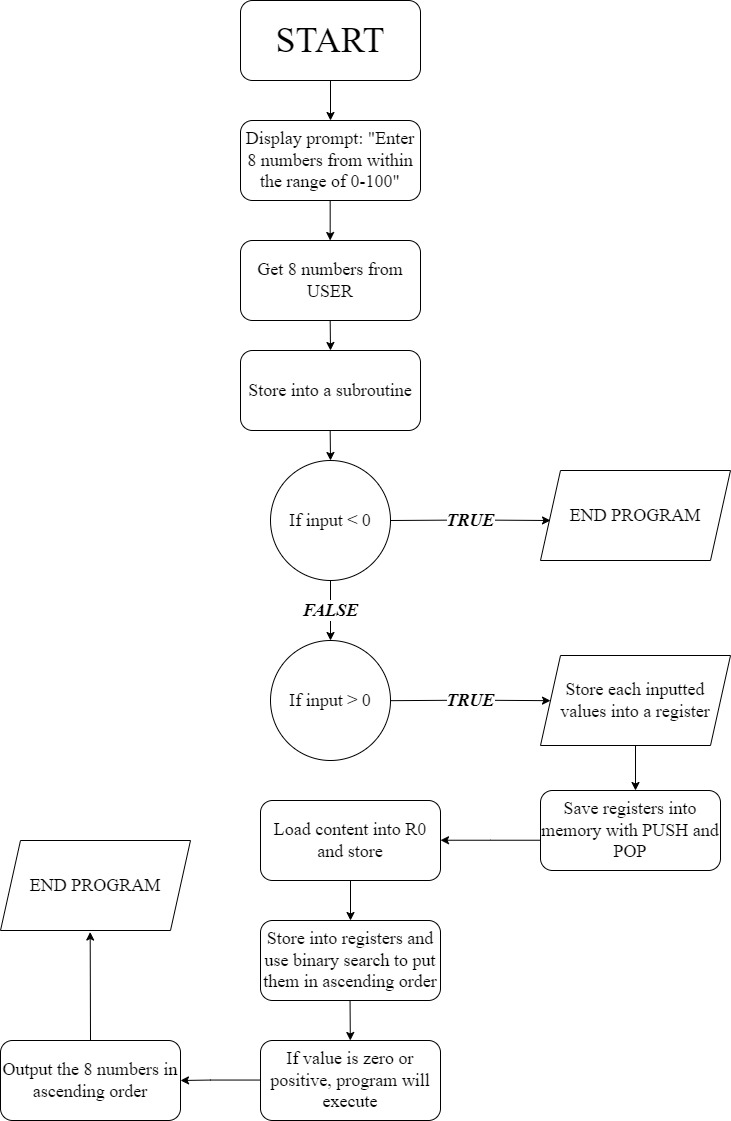 START
Display prompt: "Enter
8 numbers from within
the range of 0-100"
Get 8 numbers from
USER
Store into a subroutine
If input < 0
TRUE
END PROGRAM
FALSE
If input > 0
TRUE
Store each inputted
values into a register
Save registers into
memory with PUSH and
POP
Load content into R0
and store
Store into registers and
use binary search to put
them in ascending order
If value is zero or
positive, program will
execute
Output the 8 numbers in
ascending order
END PROGRAM